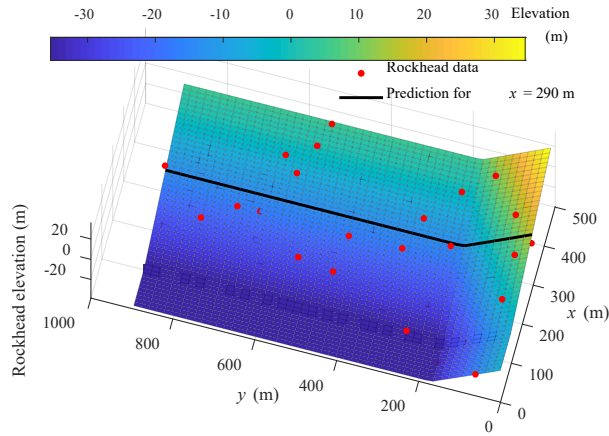 -30 -20 -10 0 10 20 30 Elevation
(m)
Rockhead data
Prediction for x = 290 m
Rockhead elevation (m)
20
0
-20
1000
800
600
400
200
0
y (m)
500
400
300
200
100
0
x (m)